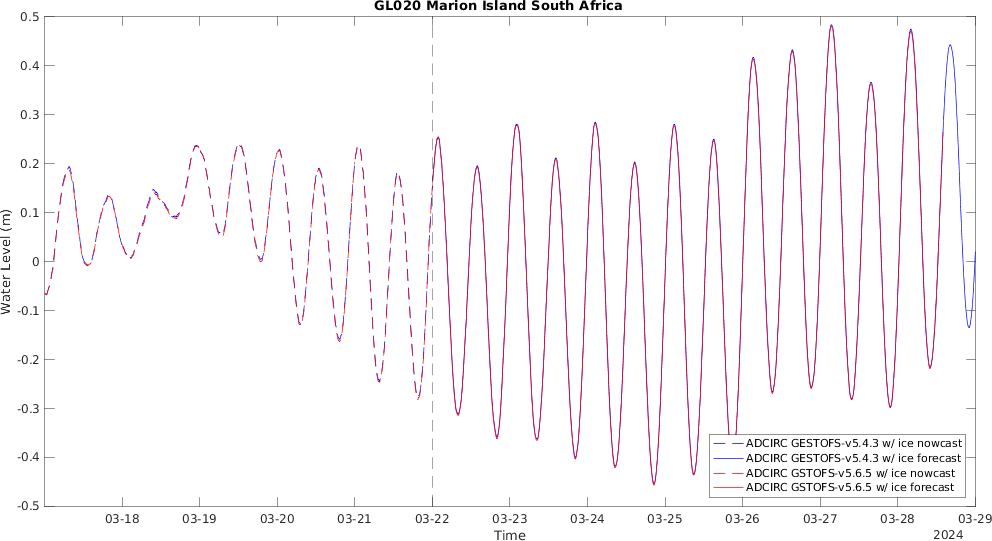 GL020 Marion Island South Africa
0.5
0.4
0.3
0.2
0.1
0
-0.1
-0.2
-0.3
-0.4
-0.5
Water Level (m)
ADCIRC GESTOFS-v5.4.3 w/ ice nowcast
ADCIRC GESTOFS-v5.4.3 w/ ice forecast
ADCIRC GSTOFS-v5.6.5 w/ ice nowcast
ADCIRC GSTOFS-v5.6.5 w/ ice forecast
03-18 03-19 03-20 03-21 03-22 03-23 03-24 03-25 03-26 03-27 03-28 03-29
Time
2024